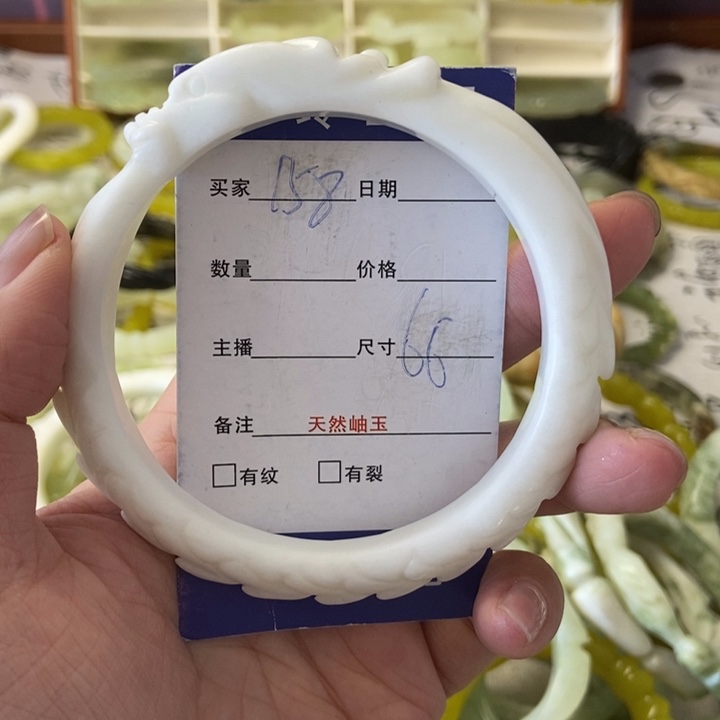 买家 158 日期
数量 价格
主播 尺寸 66
备注 天然岫玉
□有纹 □有裂